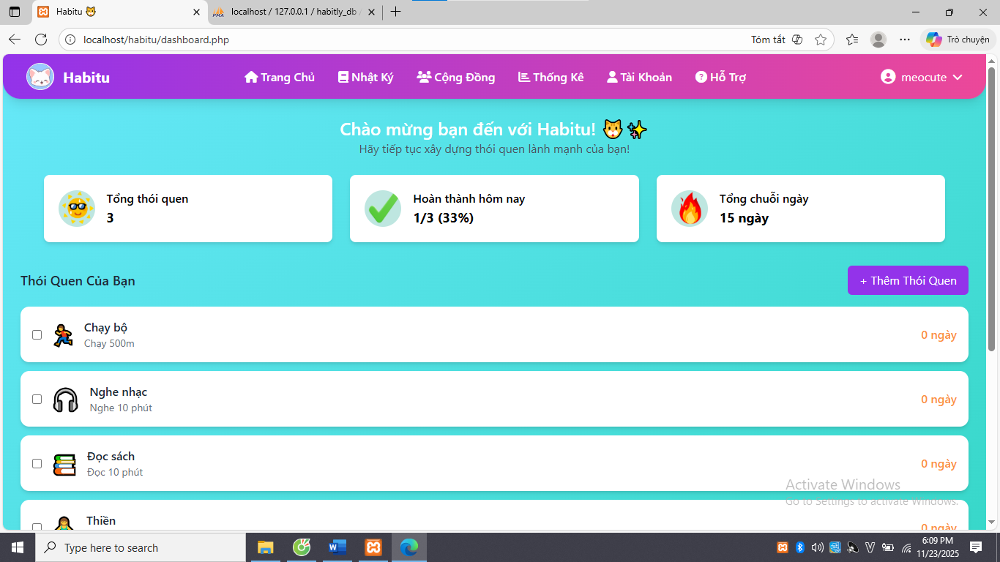 Habitu
localhost / 127.0.0.1 / habitly_db
localhost/habitu/dashboard.php
Tóm tắt
Trò chuyện
Habitu
Trang Chủ
Nhật Ký
Cộng Đồng
Thống Kê
Tài Khoản
Hỗ Trợ
meocute
Chào mừng bạn đến với Habitu!
Hãy tiếp tục xây dựng thói quen lành mạnh của bạn!
Tổng thói quen
3
Hoàn thành hôm nay
1/3 (33%)
Tổng chuỗi ngày
15 ngày
Thói Quen Của Bạn
+ Thêm Thói Quen
Chạy bộ
Chạy 500m
0 ngày
Nghe nhạc
Nghe 10 phút
0 ngày
Đọc sách
Đọc 10 phút
0 ngày
Activate Windows
Go to Settings to activate Windows.
Thiền
0 ngày
Type here to search
6:09 PM
11/23/2025